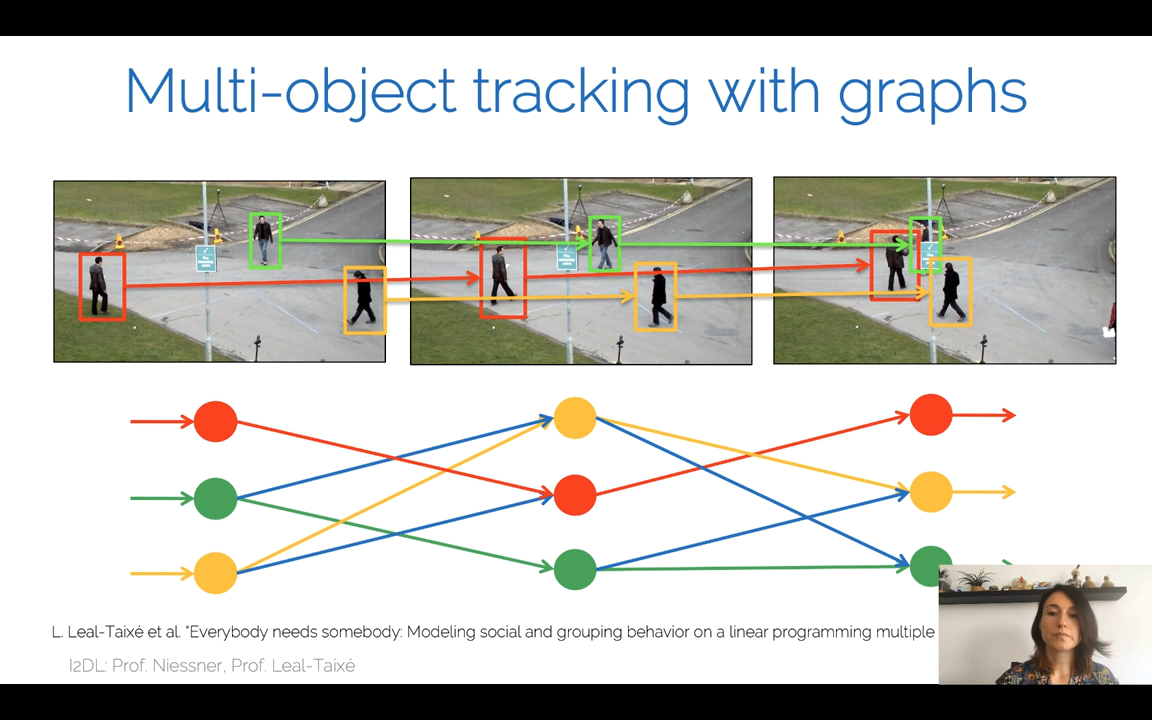 Multi-object tracking with graphs
L. Leal-Taixé et al. "Everybody needs somebody: Modeling social and grouping behavior on a linear programming multiple
I2DL: Prof. Niessner, Prof. Leal-Taixé